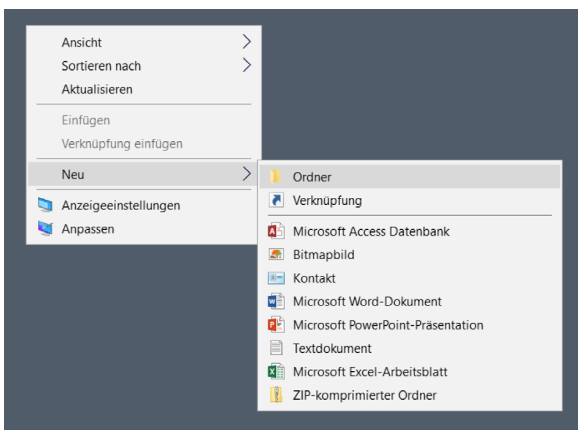 Ansicht
Sortieren nach
Aktualisieren
Einfügen
Verknüpfung einfügen
Neu
Anzeigeeinstellungen
Anpassen
Ordner
Verknüpfung
Microsoft Access Datenbank
Bitmapbild
Kontakt
Microsoft Word-Dokument
Microsoft PowerPoint-Präsentation
Textdokument
Microsoft Excel-Arbeitsblatt
ZIP-komprimierter Ordner